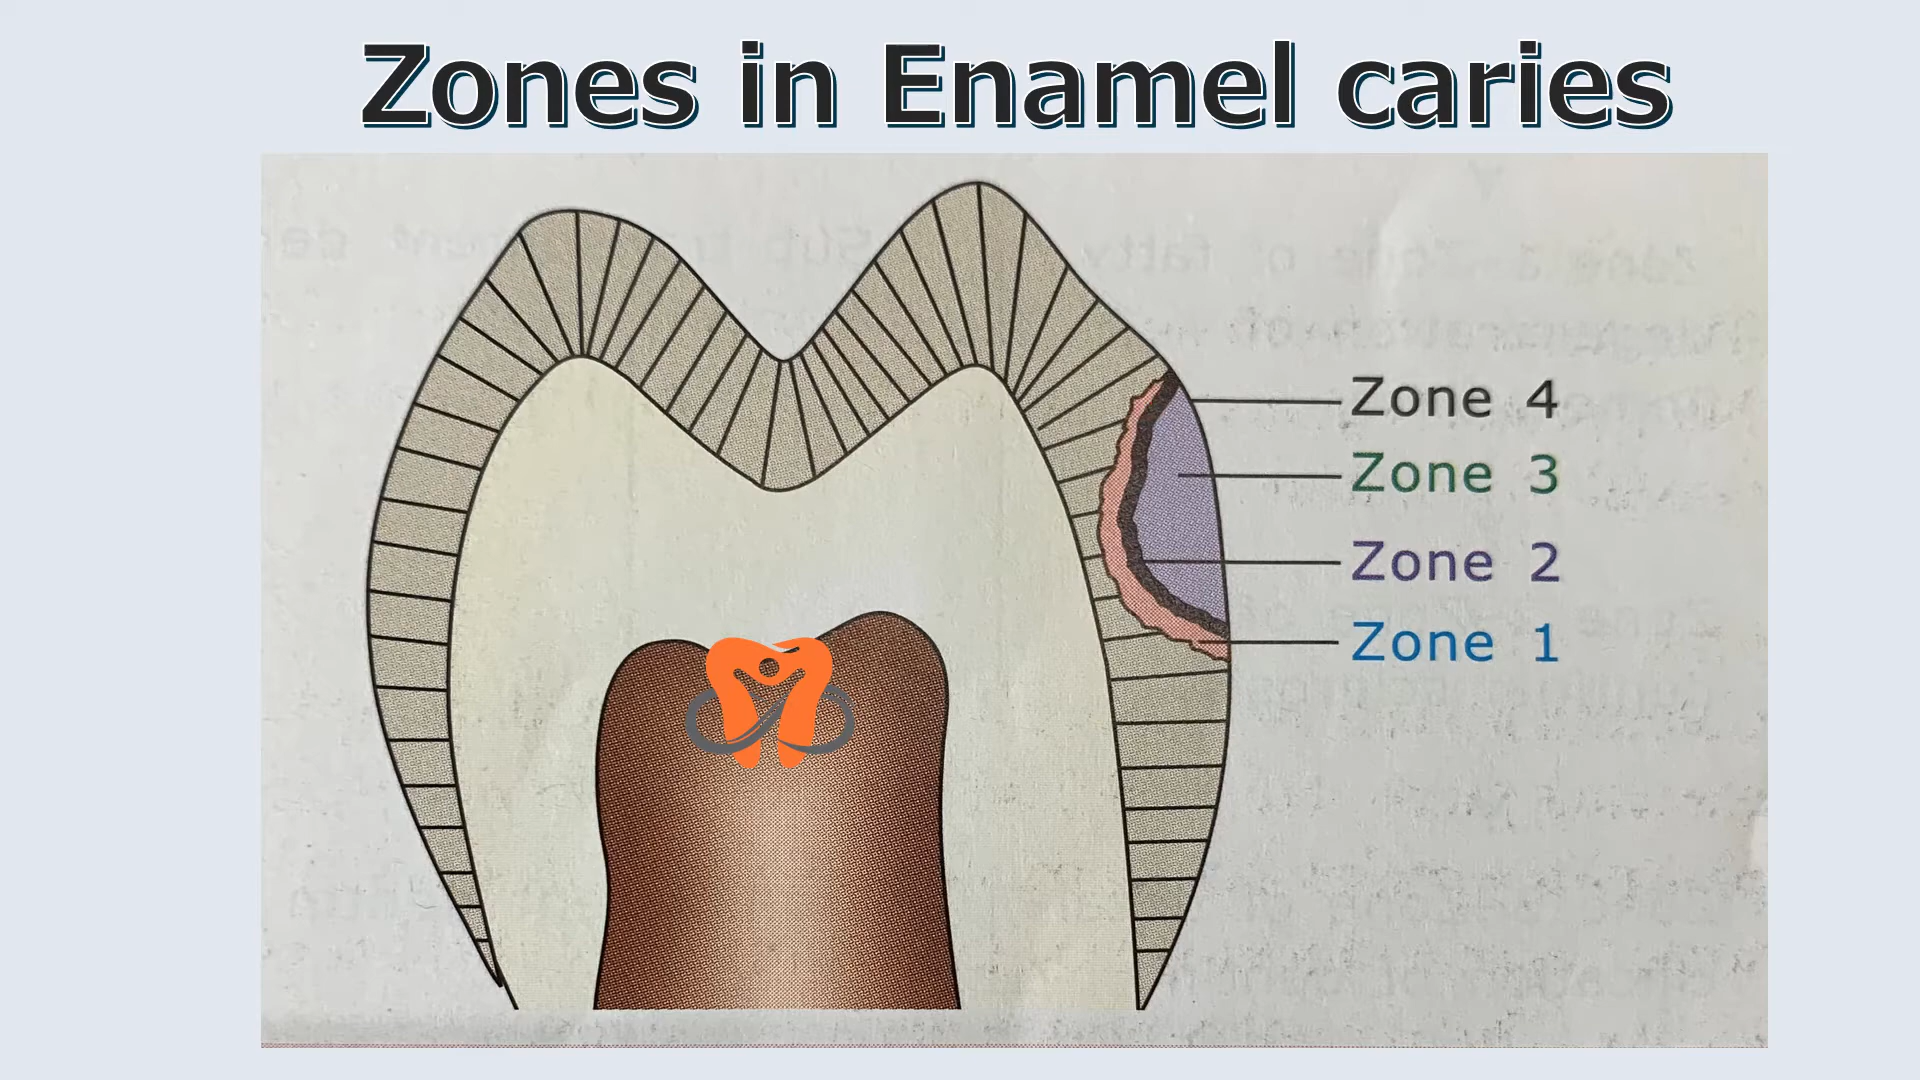 Zones in Enamel caries
Zone 4
Zone 3
Zone 2
Zone 1